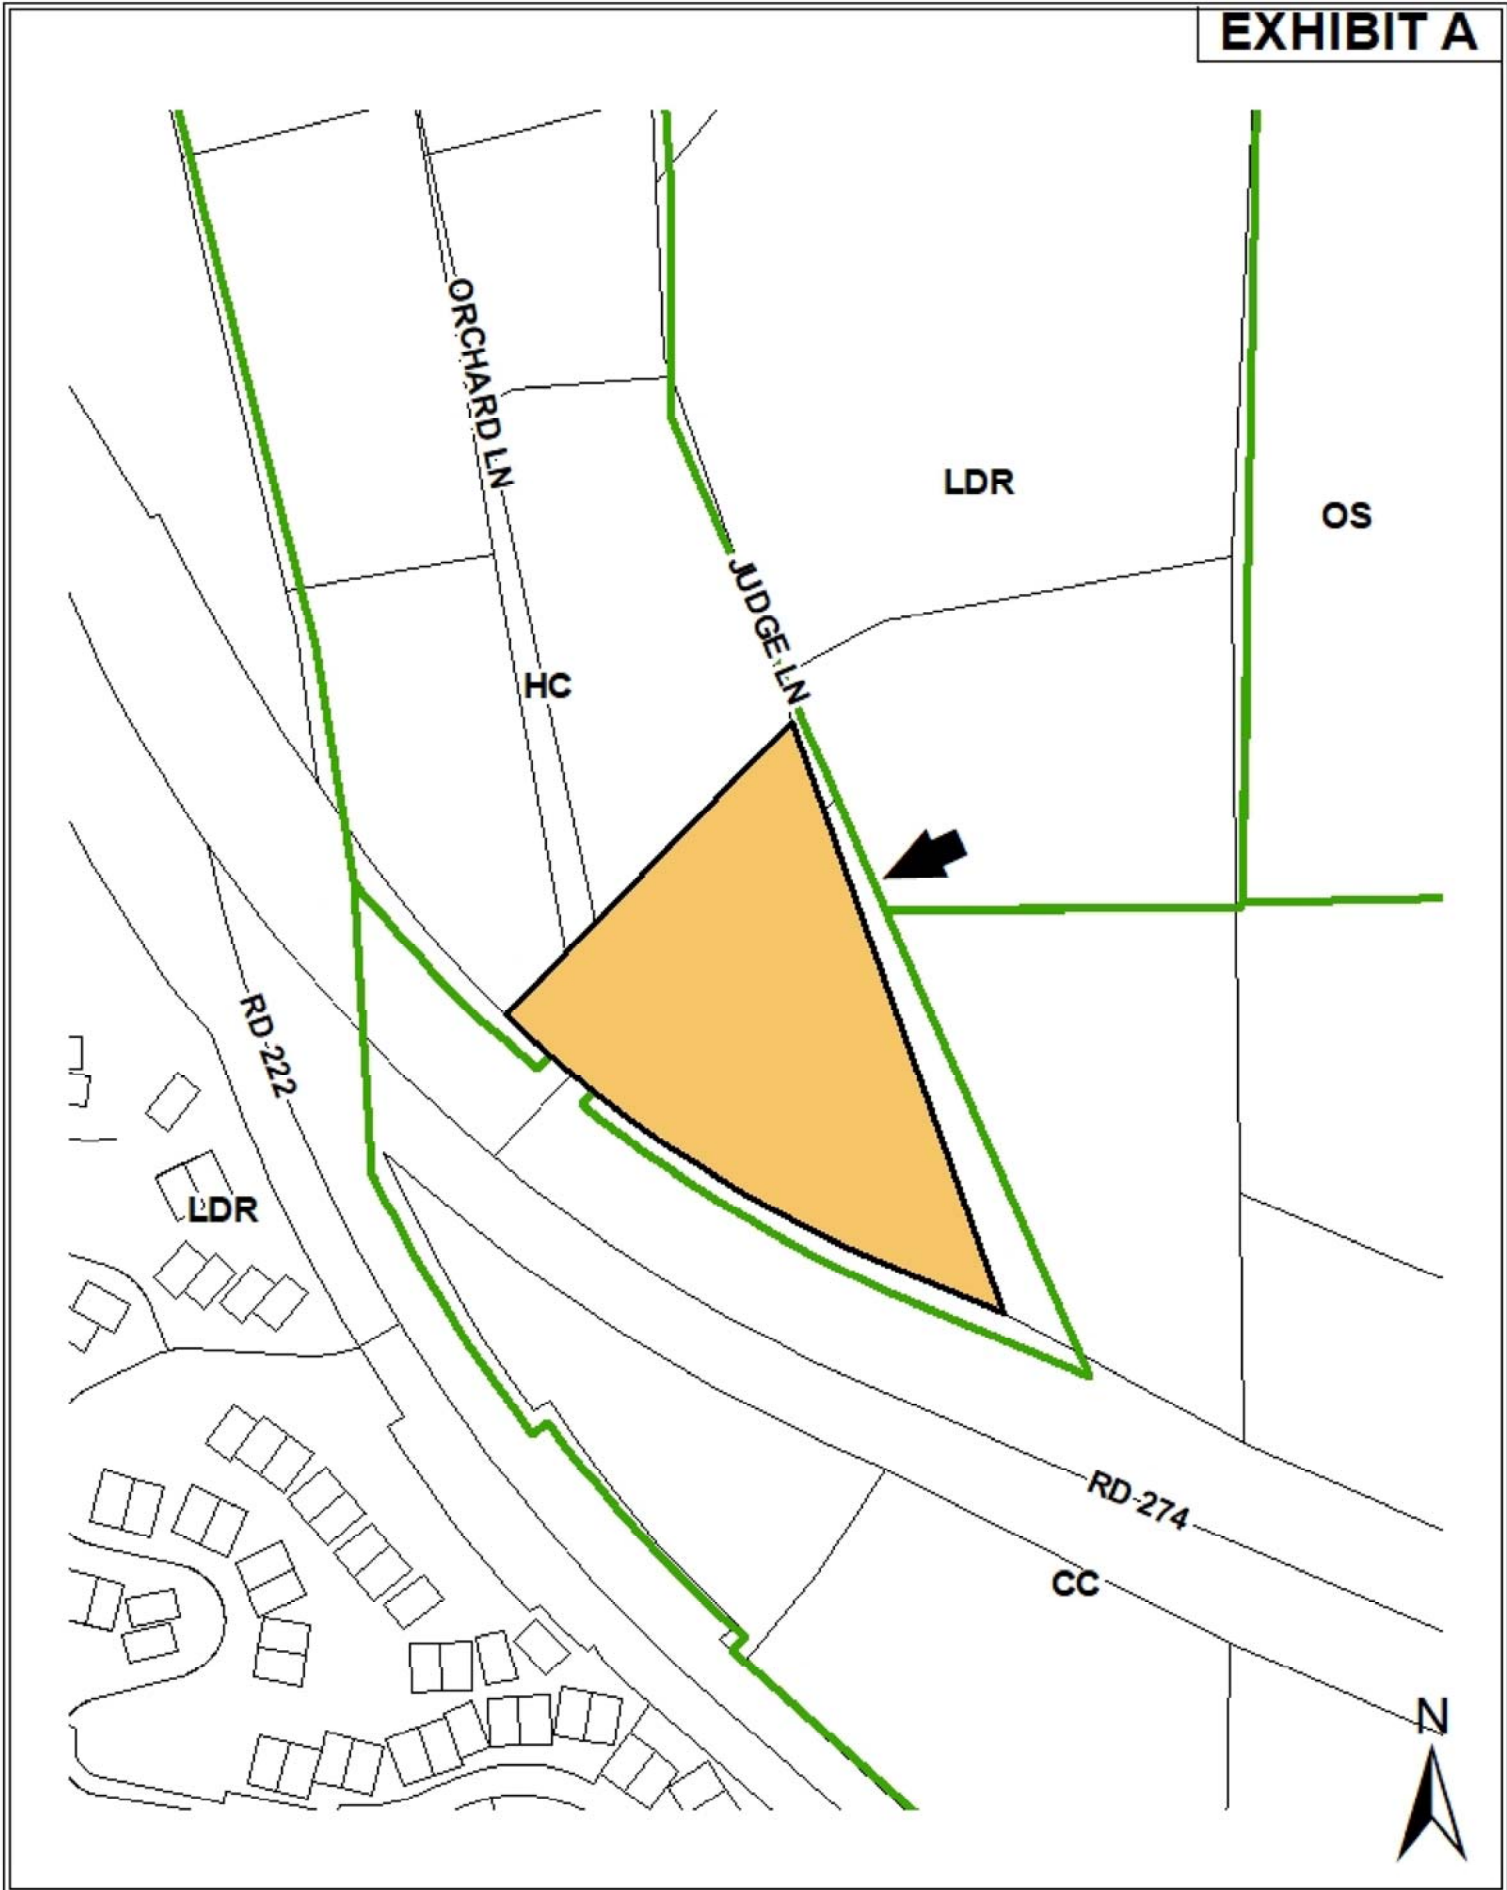 EXHIBIT A
ORCHARD LN
LDR
OS
JUDGE LN
HC
RD 222
LDR
RD 274
CC
N